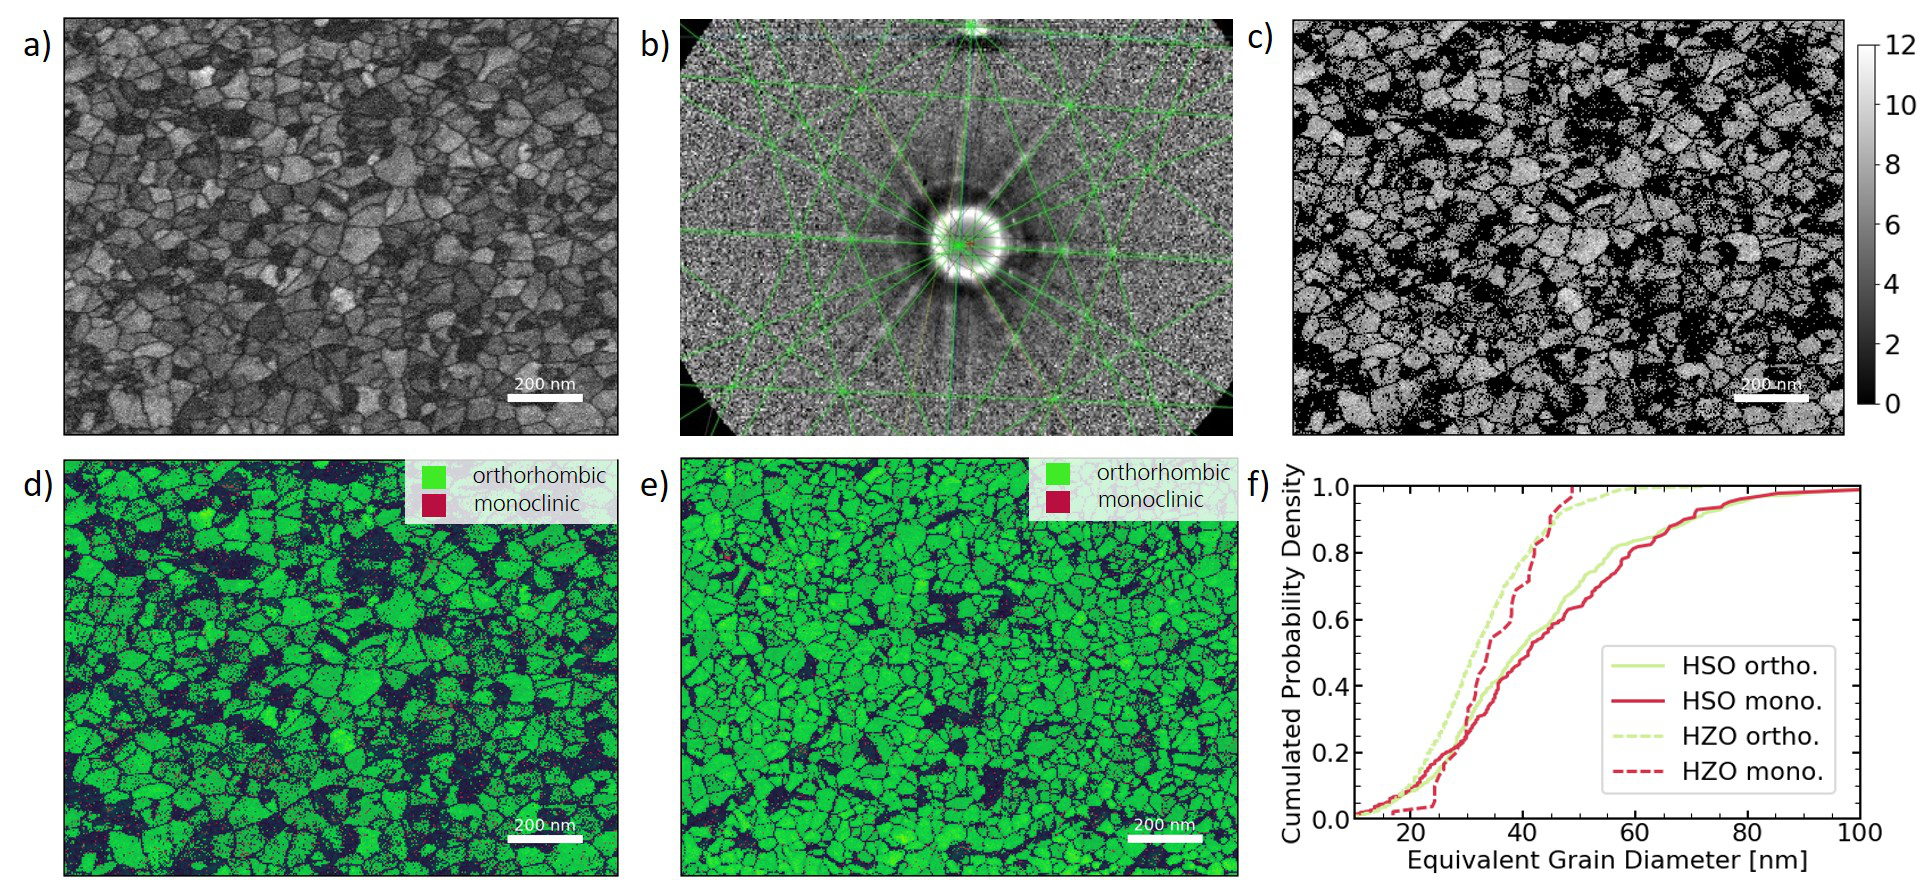 a)
200 nm
b)
c)
200 nm
12
10
8
6
4
2
0
d)
orthorhombic
monoclinic
200 nm
e)
orthorhombic
monoclinic
200 nm
f)
Cumulated Probability Density
1.0
0.8
0.6
0.4
0.2
0.0
HSO ortho.
HSO mono.
HZO ortho.
HZO mono.
20 40 60 80 100
Equivalent Grain Diameter [nm]